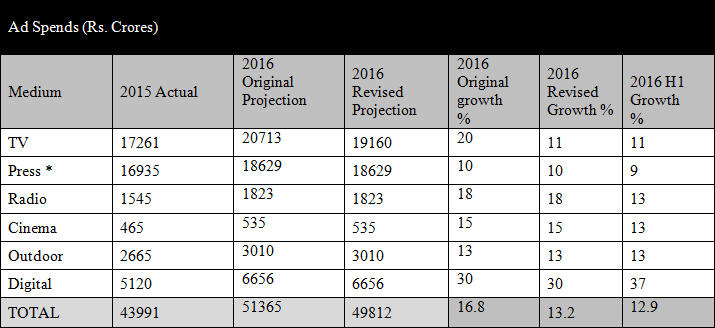 Ad Spends (Rs. Crores)
Medium 2015 Actual 2016 Original Projection 2016 Revised Projection 2016 Original growth % 2016 Revised Growth % 2016 H1 Growth %
TV 17261 20713 19160 20 11 11
Press * 16935 18629 18629 10 10 9
Radio 1545 1823 1823 18 18 13
Cinema 465 535 535 15 15 13
Outdoor 2665 3010 3010 13 13 13
Digital 5120 6656 6656 30 30 37
TOTAL 43991 51365 49812 16.8 13.2 12.9